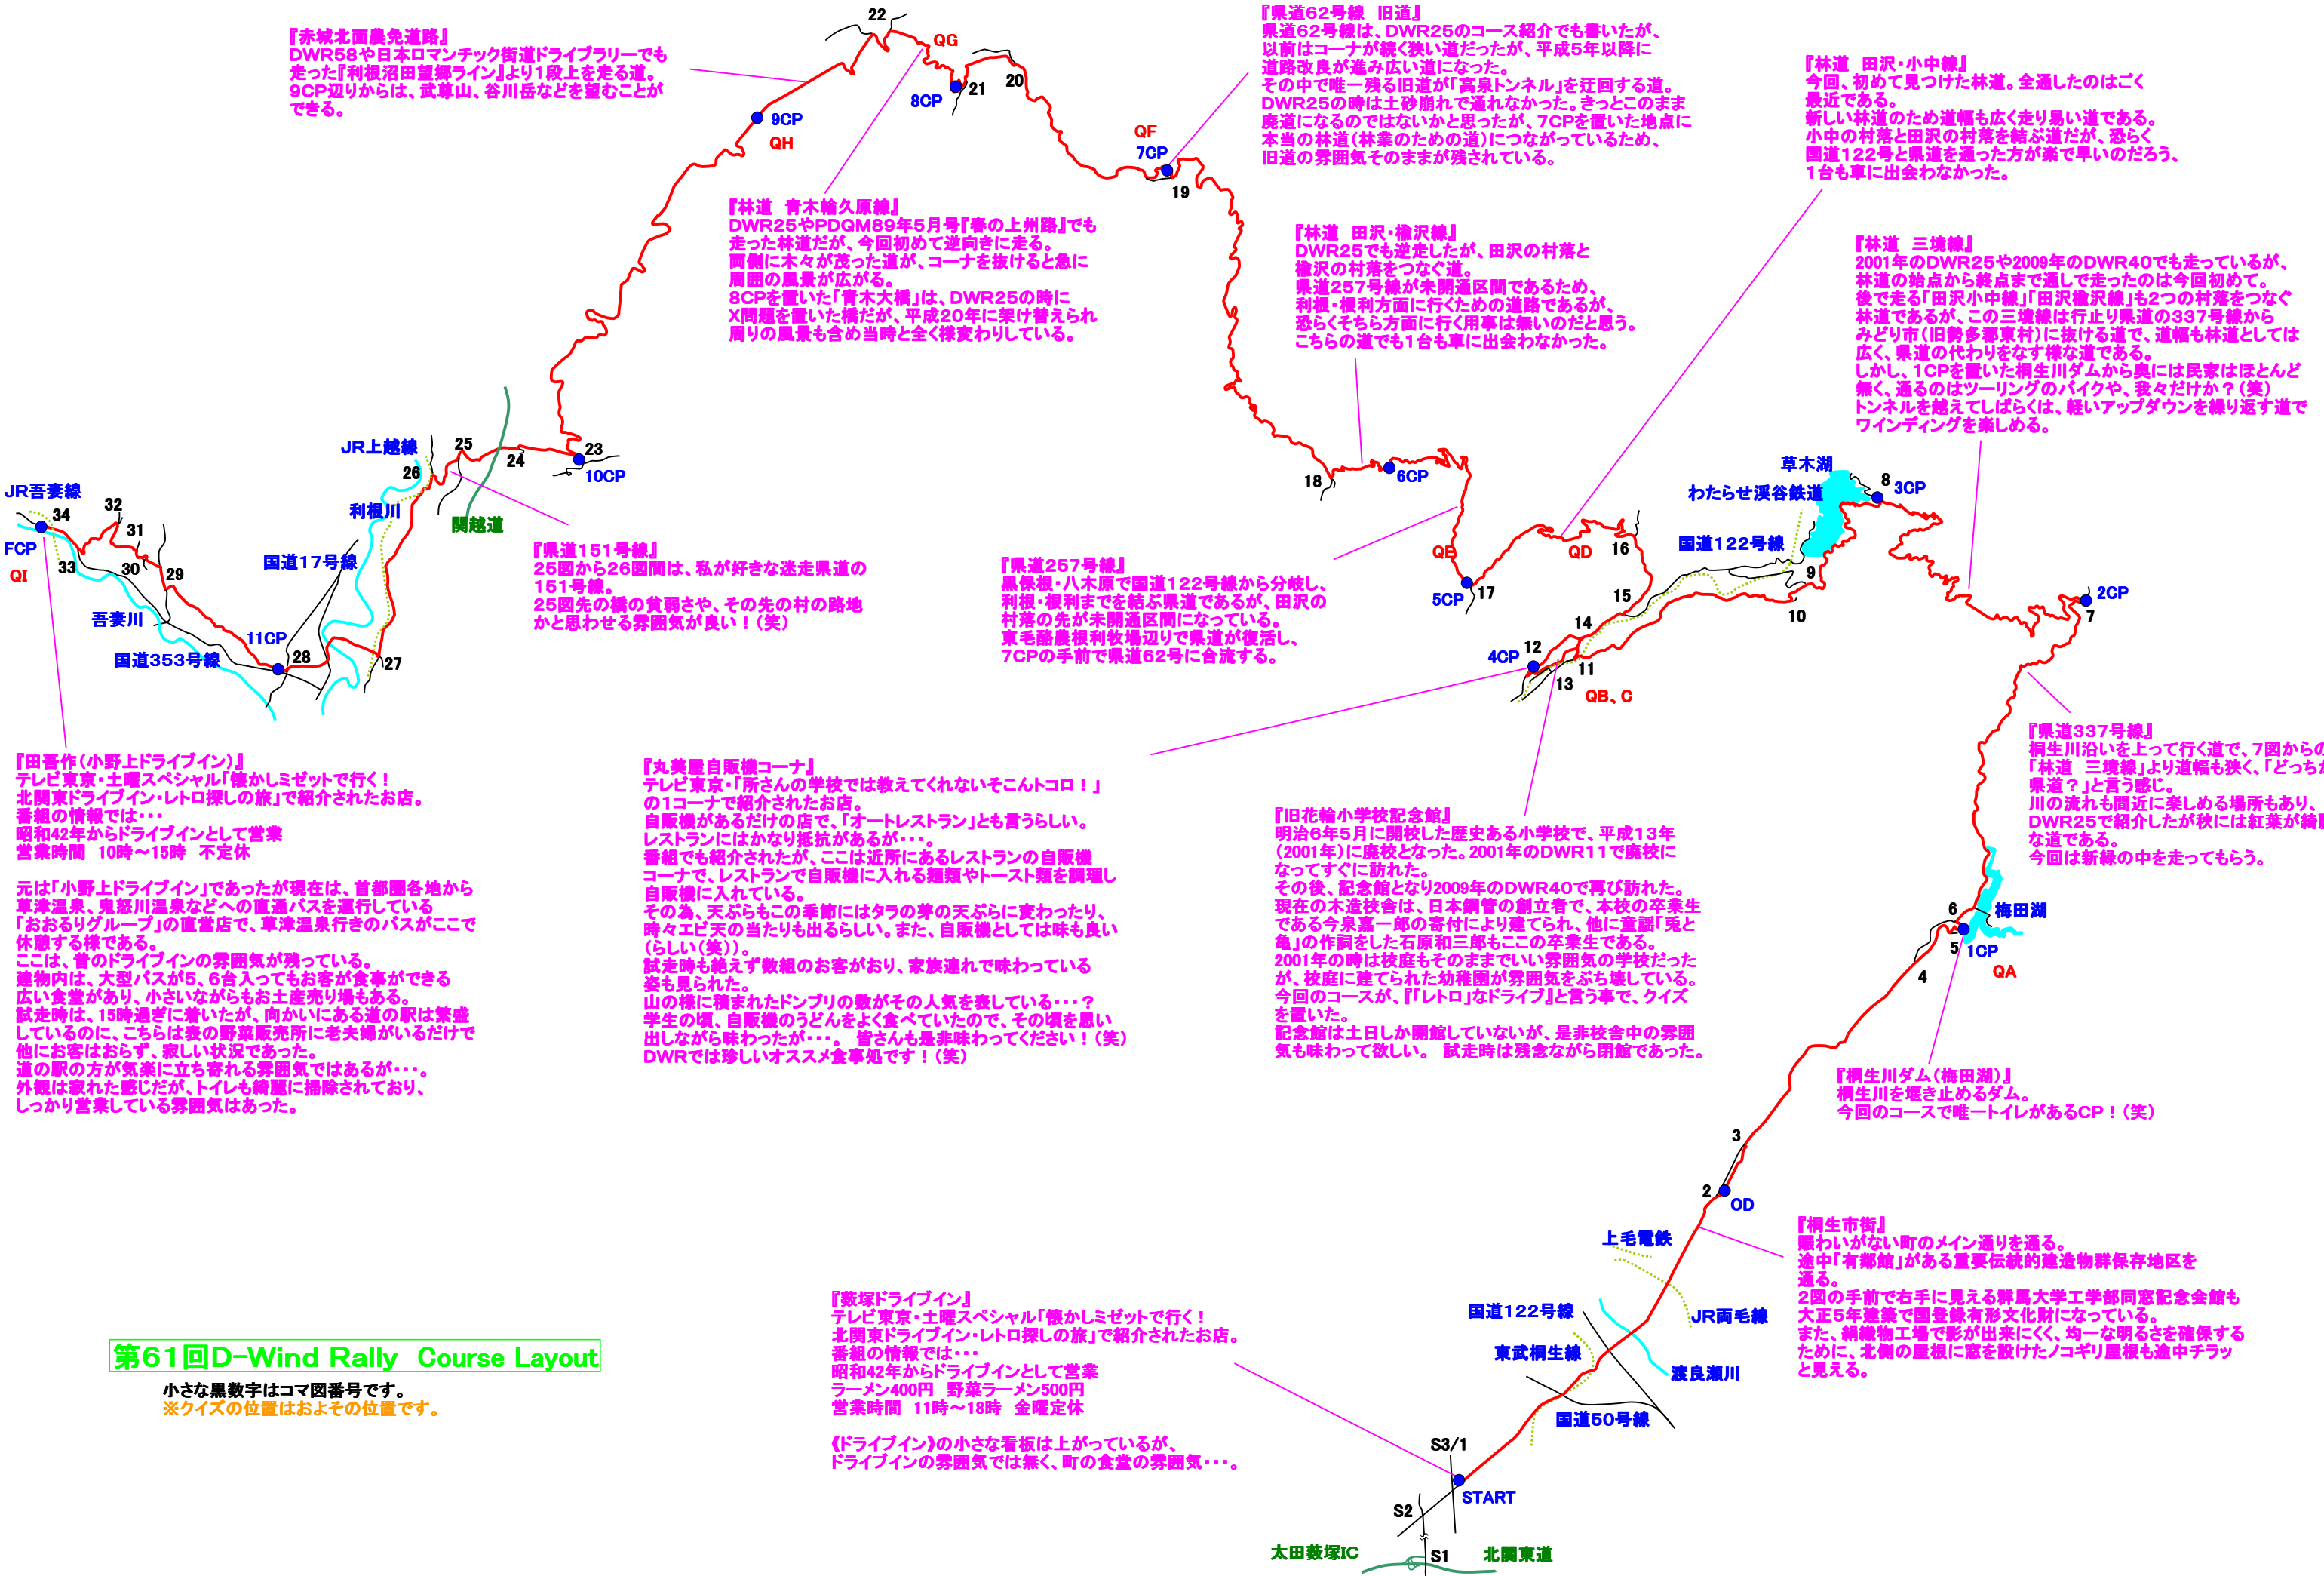 『赤城北面農免道路』
DWR58や日本ロマンチック街道ドライブラリーでも
走った『利根沼田望郷ライン』より1段上を走る道。
9CP辺りからは、武尊山、谷川岳などを望むことが
できる。
『県道62号線　旧道』
県道62号線は、DWR25のコース紹介でも書いたが、
以前はコーナが続く狭い道だったが、平成5年以降に
道路改良が進み広い道になった。
その中で唯一残る旧道が「高泉トンネル」を迂回する道。
DWR25の時は土砂崩れで通れなかった。きっとこのまま
廃道になるのではないかと思ったが、7CPを置いた地点に
本当の林道(林業のための道)につながっているため、
旧道の雰囲気そのままが残されている。
『林道　田沢・小中線』
今回、初めて見つけた林道。全通したのはごく
最近である。
新しい林道のため道幅も広く走り易い道である。
小中の村落と田沢の村落を結ぶ道だが、恐らく
国道122号と県道を通った方が楽で早いのだろう、
1台も車に出会わなかった。
『林道　青木輪久原線』
DWR25やPDQM89年5月号『春の上州路』でも
走った林道だが、今回初めて逆向きに走る。
両側に木々が茂った道が、コーナを抜けると急に
周囲の風景が広がる。
8CPを置いた「青木大橋」は、DWR25の時に
X問題を置いた橋だが、平成20年に架け替えられ
周りの風景も含め当時と全く様変わりしている。
『林道　田沢・楡沢線』
DWR25でも逆走したが、田沢の村落と
楡沢の村落をつなぐ道。
県道257号線が未開通区間であるため、
利根・根利方面に行くための道路であるが、
恐らくそちら方面に行く用事は無いのだと思う。
こちらの道でも1台も車に出会わなかった。
『林道　三境線』
2001年のDWR25や2009年のDWR40でも走っているが、
林道の始点から終点まで通しで走ったのは今回初めて。
後で走る「田沢小中線」「田沢楡沢線」も2つの村落をつなぐ
林道であるが、この三境線は行止り県道の337号線から
みどり市(旧勢多郡東村)に抜ける道で、道幅も林道としては
広く、県道の代わりをなす様な道である。
しかし、1CPを置いた桐生川ダムから奥には民家はほとんど
無く、通るのはツーリングのバイクや、我々だけか?(笑)
トンネルを越えてしばらくは、軽いアップダウンを繰り返す道で
ワインディングを楽しめる。
22
QG
20
21
8CP
9CP
QH
QF
7CP
19
JR上越線
25
26
24
23
10CP
関越道
利根川
国道17号線
JR吾妻線
34
32
31
30
29
33
FCP
QI
吾妻川
国道353号線
11CP
28
27
18
6CP
QE
5CP
17
QD
16
15
14
12
4CP
13
11
QB、C
国道122号線
わたらせ渓谷鉄道
草木湖
8
3CP
9
10
2CP
7
『県道151号線』
25図から26図間は、私が好きな迷走県道の
151号線。
25図先の橋の貧弱さや、その先の村の路地
かと思わせる雰囲気が良い!(笑)
『県道257号線』
黒保根・八木原で国道122号線から分岐し、
利根・根利までを結ぶ県道であるが、田沢の
村落の先が未開通区間になっている。
東毛酪農根利牧場辺りで県道が復活し、
7CPの手前で県道62号に合流する。
『県道337号線』
桐生川沿いを上って行く道で、7図からの
「林道　三境線」より道幅も狭く、「どっちが
県道?」と言う感じ。
川の流れも間近に楽しめる場所もあり、
DWR25で紹介したが秋には紅葉が綺麗
な道である。
今回は新緑の中を走ってもらう。
『田吾作(小野上ドライブイン)』
テレビ東京・土曜スペシャル「懐かしミゼットで行く!
北関東ドライブイン・レトロ探しの旅」で紹介されたお店。
番組の情報では・・・
昭和42年からドライブインとして営業
営業時間　10時～15時　不定休
元は「小野上ドライブイン」であったが現在は、首都圏各地から
草津温泉、鬼怒川温泉などへの直通バスを運行している
「おおるりグループ」の直営店で、草津温泉行きのバスがここで
休憩する様である。
ここは、昔のドライブインの雰囲気が残っている。
建物内は、大型バスが5、6台入ってもお客が食事ができる
広い食堂があり、小さいながらもお土産売り場もある。
試走時は、15時過ぎに着いたが、向かいにある道の駅は繁盛
しているのに、こちらは表の野菜販売所に老夫婦がいるだけで
他にお客はおらず、寂しい状況であった。
道の駅の方が気楽に立ち寄れる雰囲気ではあるが・・・。
外観は寂れた感じだが、トイレも綺麗に掃除されており、
しっかり営業している雰囲気はあった。
『丸美屋自販機コーナ』
テレビ東京・「所さんの学校では教えてくれないそこんトコロ!」
の1コーナで紹介されたお店。
自販機があるだけの店で、「オートレストラン」とも言うらしい。
レストランにはかなり抵抗があるが・・・。
番組でも紹介されたが、ここは近所にあるレストランの自販機
コーナで、レストランで自販機に入れる麺類やトースト類を調理し
自販機に入れている。
その為、天ぷらもこの季節にはタラの芽の天ぷらに変わったり、
時々エビ天の当たりも出るらしい。また、自販機としては味も良い
(らしい(笑))。
試走時も絶えず数組のお客がおり、家族連れで味わっている
姿も見られた。
山の様に積まれたドンブリの数がその人気を表している・・・?
学生の頃、自販機のうどんをよく食べていたので、その頃を思い
出しながら味わったが・・・。　皆さんも是非味わってください!(笑)
DWRでは珍しいオススメ食事処です!(笑)
『旧花輪小学校記念館』
明治6年5月に開校した歴史ある小学校で、平成13年
(2001年)に廃校となった。2001年のDWR11で廃校に
なってすぐに訪れた。
その後、記念館となり2009年のDWR40で再び訪れた。
現在の木造校舎は、日本鋼管の創立者で、本校の卒業生
である今泉嘉一郎の寄付により建てられ、他に童謡「兎と
亀」の作詞をした石原和三郎もここの卒業生である。
2001年の時は校庭もそのままでいい雰囲気の学校だった
が、校庭に建てられた幼稚園が雰囲気をぶち壊している。
今回のコースが、『「レトロ」なドライブ』と言う事で、クイズ
を置いた。
記念館は土日しか開館していないが、是非校舎中の雰囲
気も味わって欲しい。　試走時は残念ながら閉館であった。
6
梅田湖
5
1CP
4
QA
『桐生川ダム(梅田湖)』
桐生川を堰き止めるダム。
今回のコースで唯一トイレがあるCP!(笑)
3
2
OD
『桐生市街』
賑わいがない町のメイン通りを通る。
途中「有鄰館」がある重要伝統的建造物群保存地区を
通る。
2図の手前で右手に見える群馬大学工学部同窓記念会館も
大正5年建築で国登録有形文化財になっている。
また、絹織物工場で影が出来にくく、均一な明るさを確保する
ために、北側の屋根に窓を設けたノコギリ屋根も途中チラッ
と見える。
上毛電鉄
国道122号線
JR両毛線
東武桐生線
渡良瀬川
国道50号線
『薮塚ドライブイン』
テレビ東京・土曜スペシャル「懐かしミゼットで行く!
北関東ドライブイン・レトロ探しの旅」で紹介されたお店。
番組の情報では・・・
昭和42年からドライブインとして営業
ラーメン400円　野菜ラーメン500円
営業時間　11時～18時　金曜定休
《ドライブイン》の小さな看板は上がっているが、
ドライブインの雰囲気では無く、町の食堂の雰囲気・・・。
S3/1
START
S2
太田薮塚IC
S1
北関東道
第61回D-Wind Rally　Course Layout
小さな黒数字はコマ図番号です。
※クイズの位置はおよその位置です。